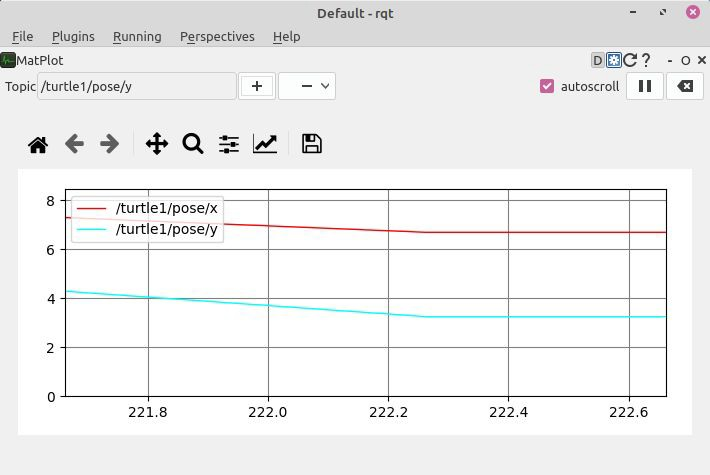 Default - rqt
File Plugins Running Perspectives Help
MatPlot D ? - O ×
Topic /turtle1/pose/y + - autoscroll
/turtle1/pose/x
/turtle1/pose/y
8
6
4
2
0
221.8 222.0 222.2 222.4 222.6